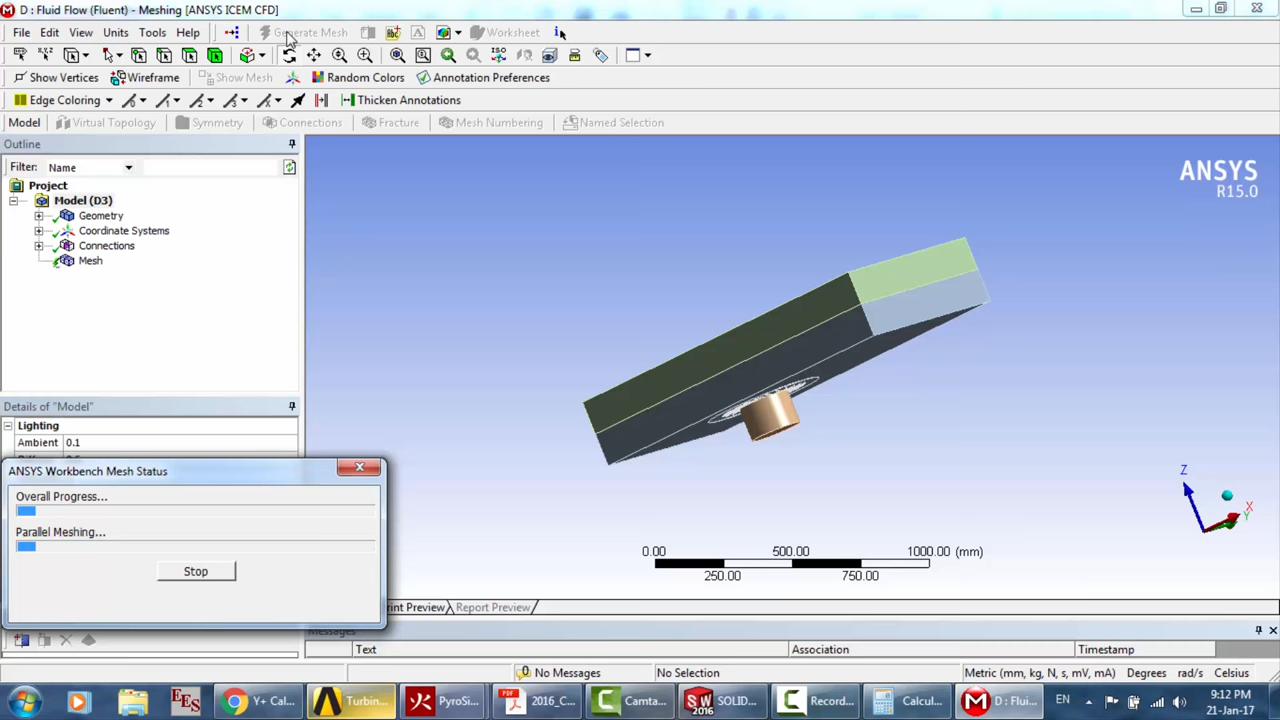 D : Fluid Flow (Fluent) - Meshing [ANSYS ICEM CFD]
File Edit View Units Tools Help Generate Mesh Worksheet
Show Vertices Wireframe Show Mesh Random Colors Annotation Preferences
Edge Coloring Thicken Annotations
Model Virtual Topology Symmetry Connections Fracture Mesh Numbering Named Selection
Outline
Filter: Name
Project
Model (D3)
Geometry
Coordinate Systems
Connections
Mesh
ANSYS
R15.0
Details of "Model"
Lighting
Ambient 0.1
ANSYS Workbench Mesh Status
Overall Progress...
Parallel Meshing...
Stop
Z
X
Y
0.00 500.00 1000.00 (mm)
250.00 750.00
rint Preview Report Preview
Messages
Text Association Timestamp
No Messages No Selection Metric (mm, kg, N, s, mV, mA) Degrees rad/s Celsius
EES Y+ Cal... Turbin... PyroSi... 2016_C... Camta... SOLID... Record... Calcul... D : Flui... EN 9:12 PM
21-Jan-17